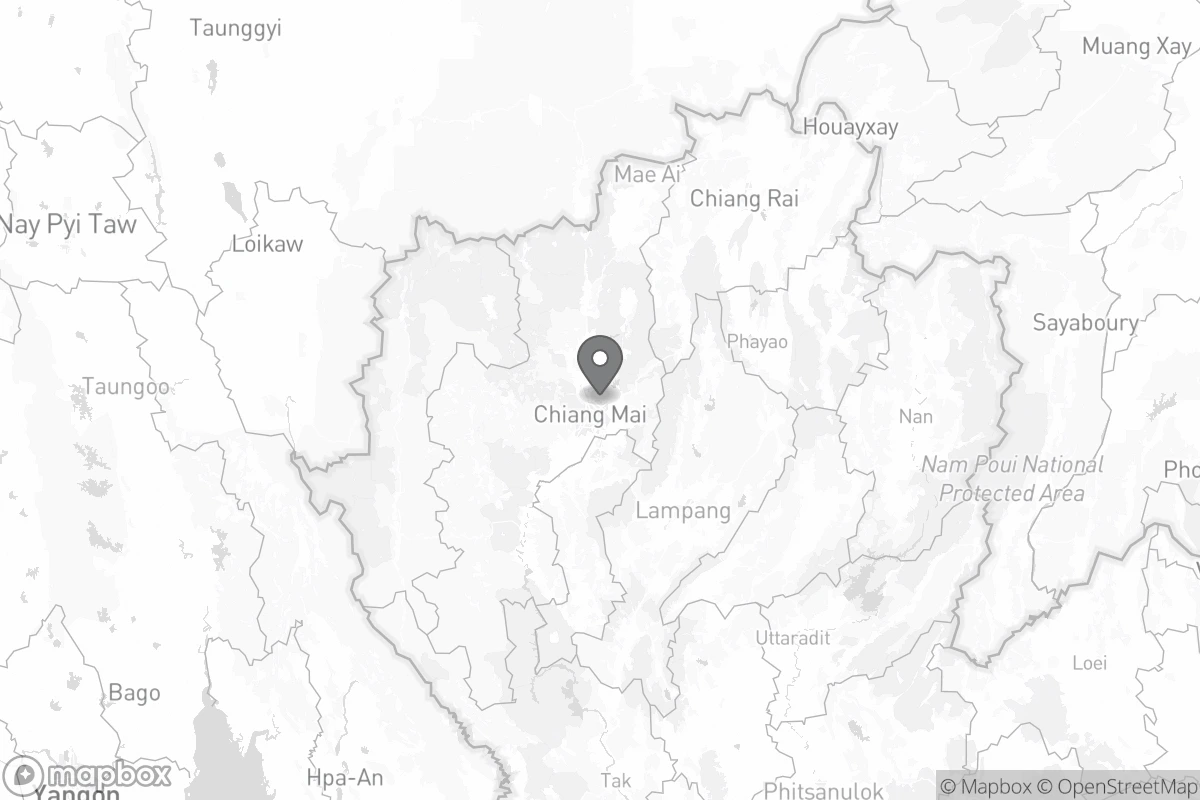 Taunggyi
Muang Xay
Houayxay
Mae Ai
Chiang Rai
Nay Pyi Taw
Loikaw
Sayaboury
Phayao
Taungoo
Chiang Mai
Nan
Nam Poui National
Protected Area
Pho
Lampang
Uttaradit
Loei
Bago
mapbox
Hpa-An
Tak
Yangon
Phitsanulok
© Mapbox © OpenStreetMap